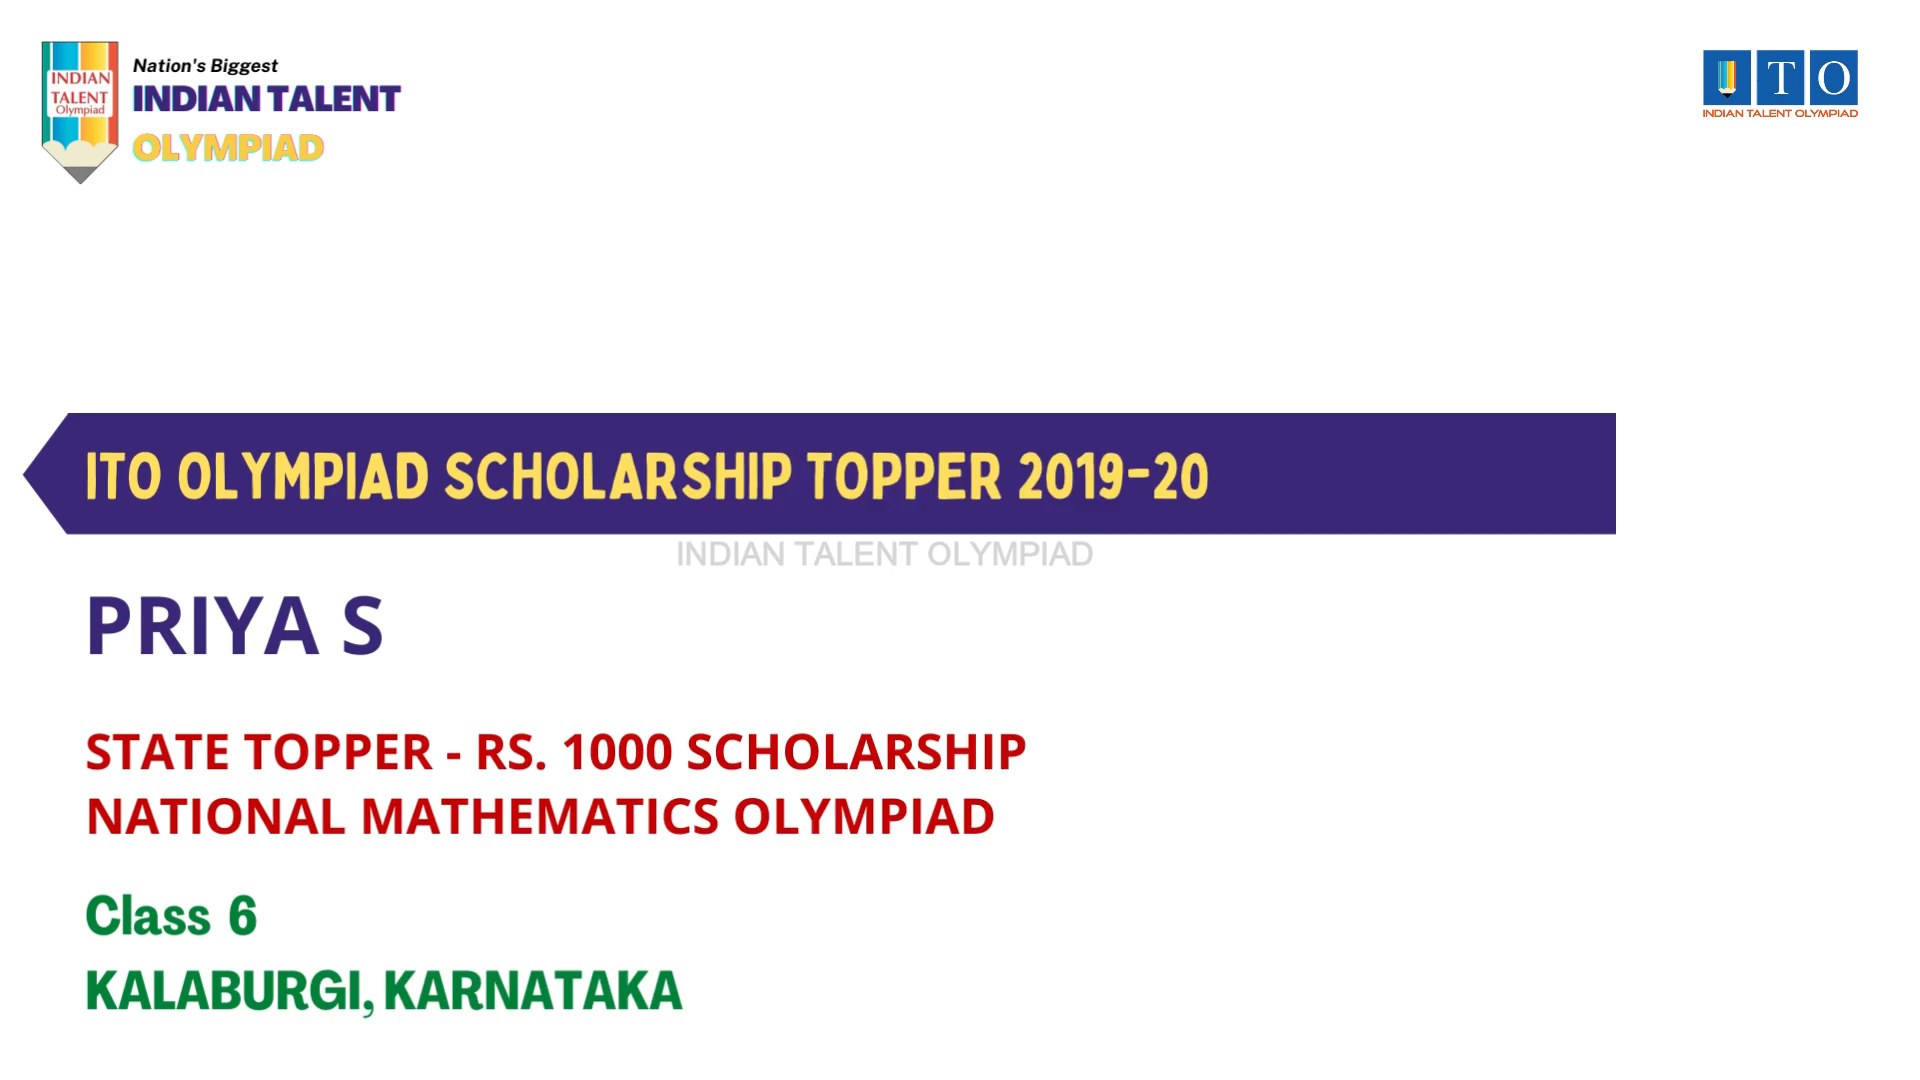 INDIAN
TALENT
Olympiad
Nation's Biggest
INDIAN TALENT
OLYMPIAD
TO
INDIAN TALENT OLYMPIAD
ITO OLYMPIAD SCHOLARSHIP TOPPER 2019-20
INDIAN TALENT OLYMPIAD
PRIYA S
STATE TOPPER - RS. 1000 SCHOLARSHIP
NATIONAL MATHEMATICS OLYMPIAD
Class 6
KALABURGI, KARNATAKA